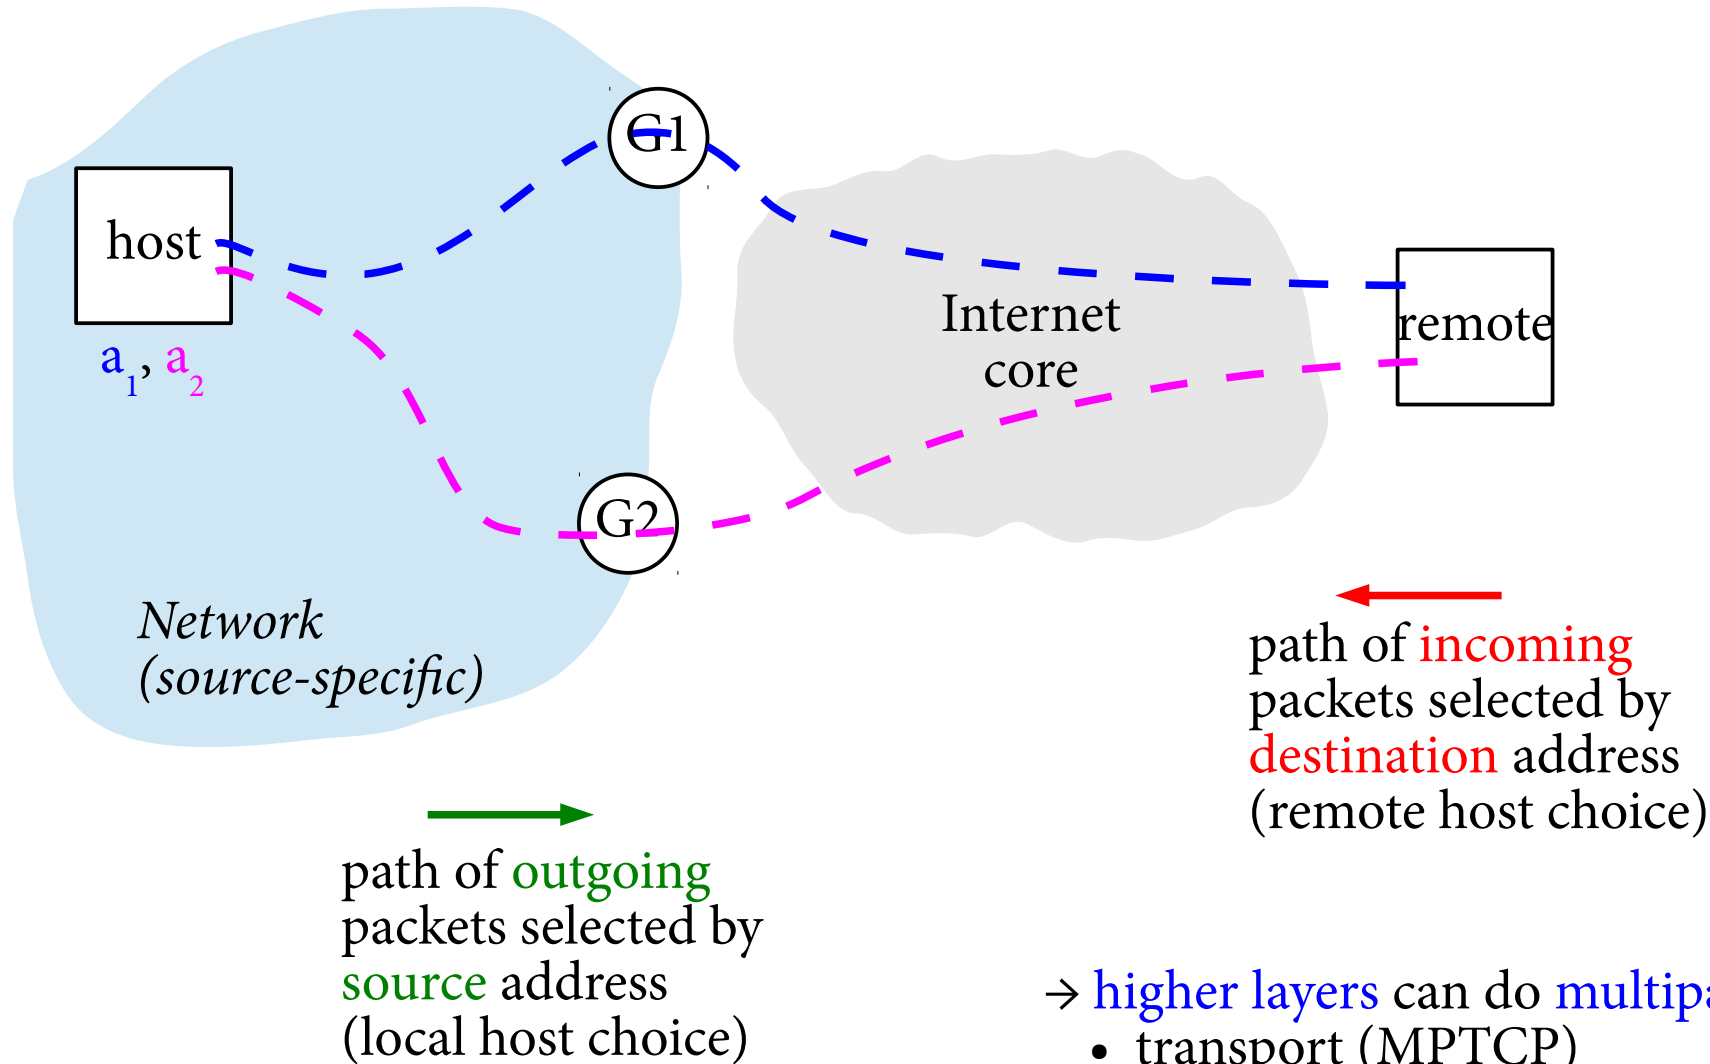 G1
host
a1, a2
Internet
core
remote
G2
Network
(source-specific)
path of incoming
packets selected by
destination address
(remote host choice)
path of outgoing
packets selected by
source address
(local host choice)
→ higher layers can do
• transport (MPTCP)